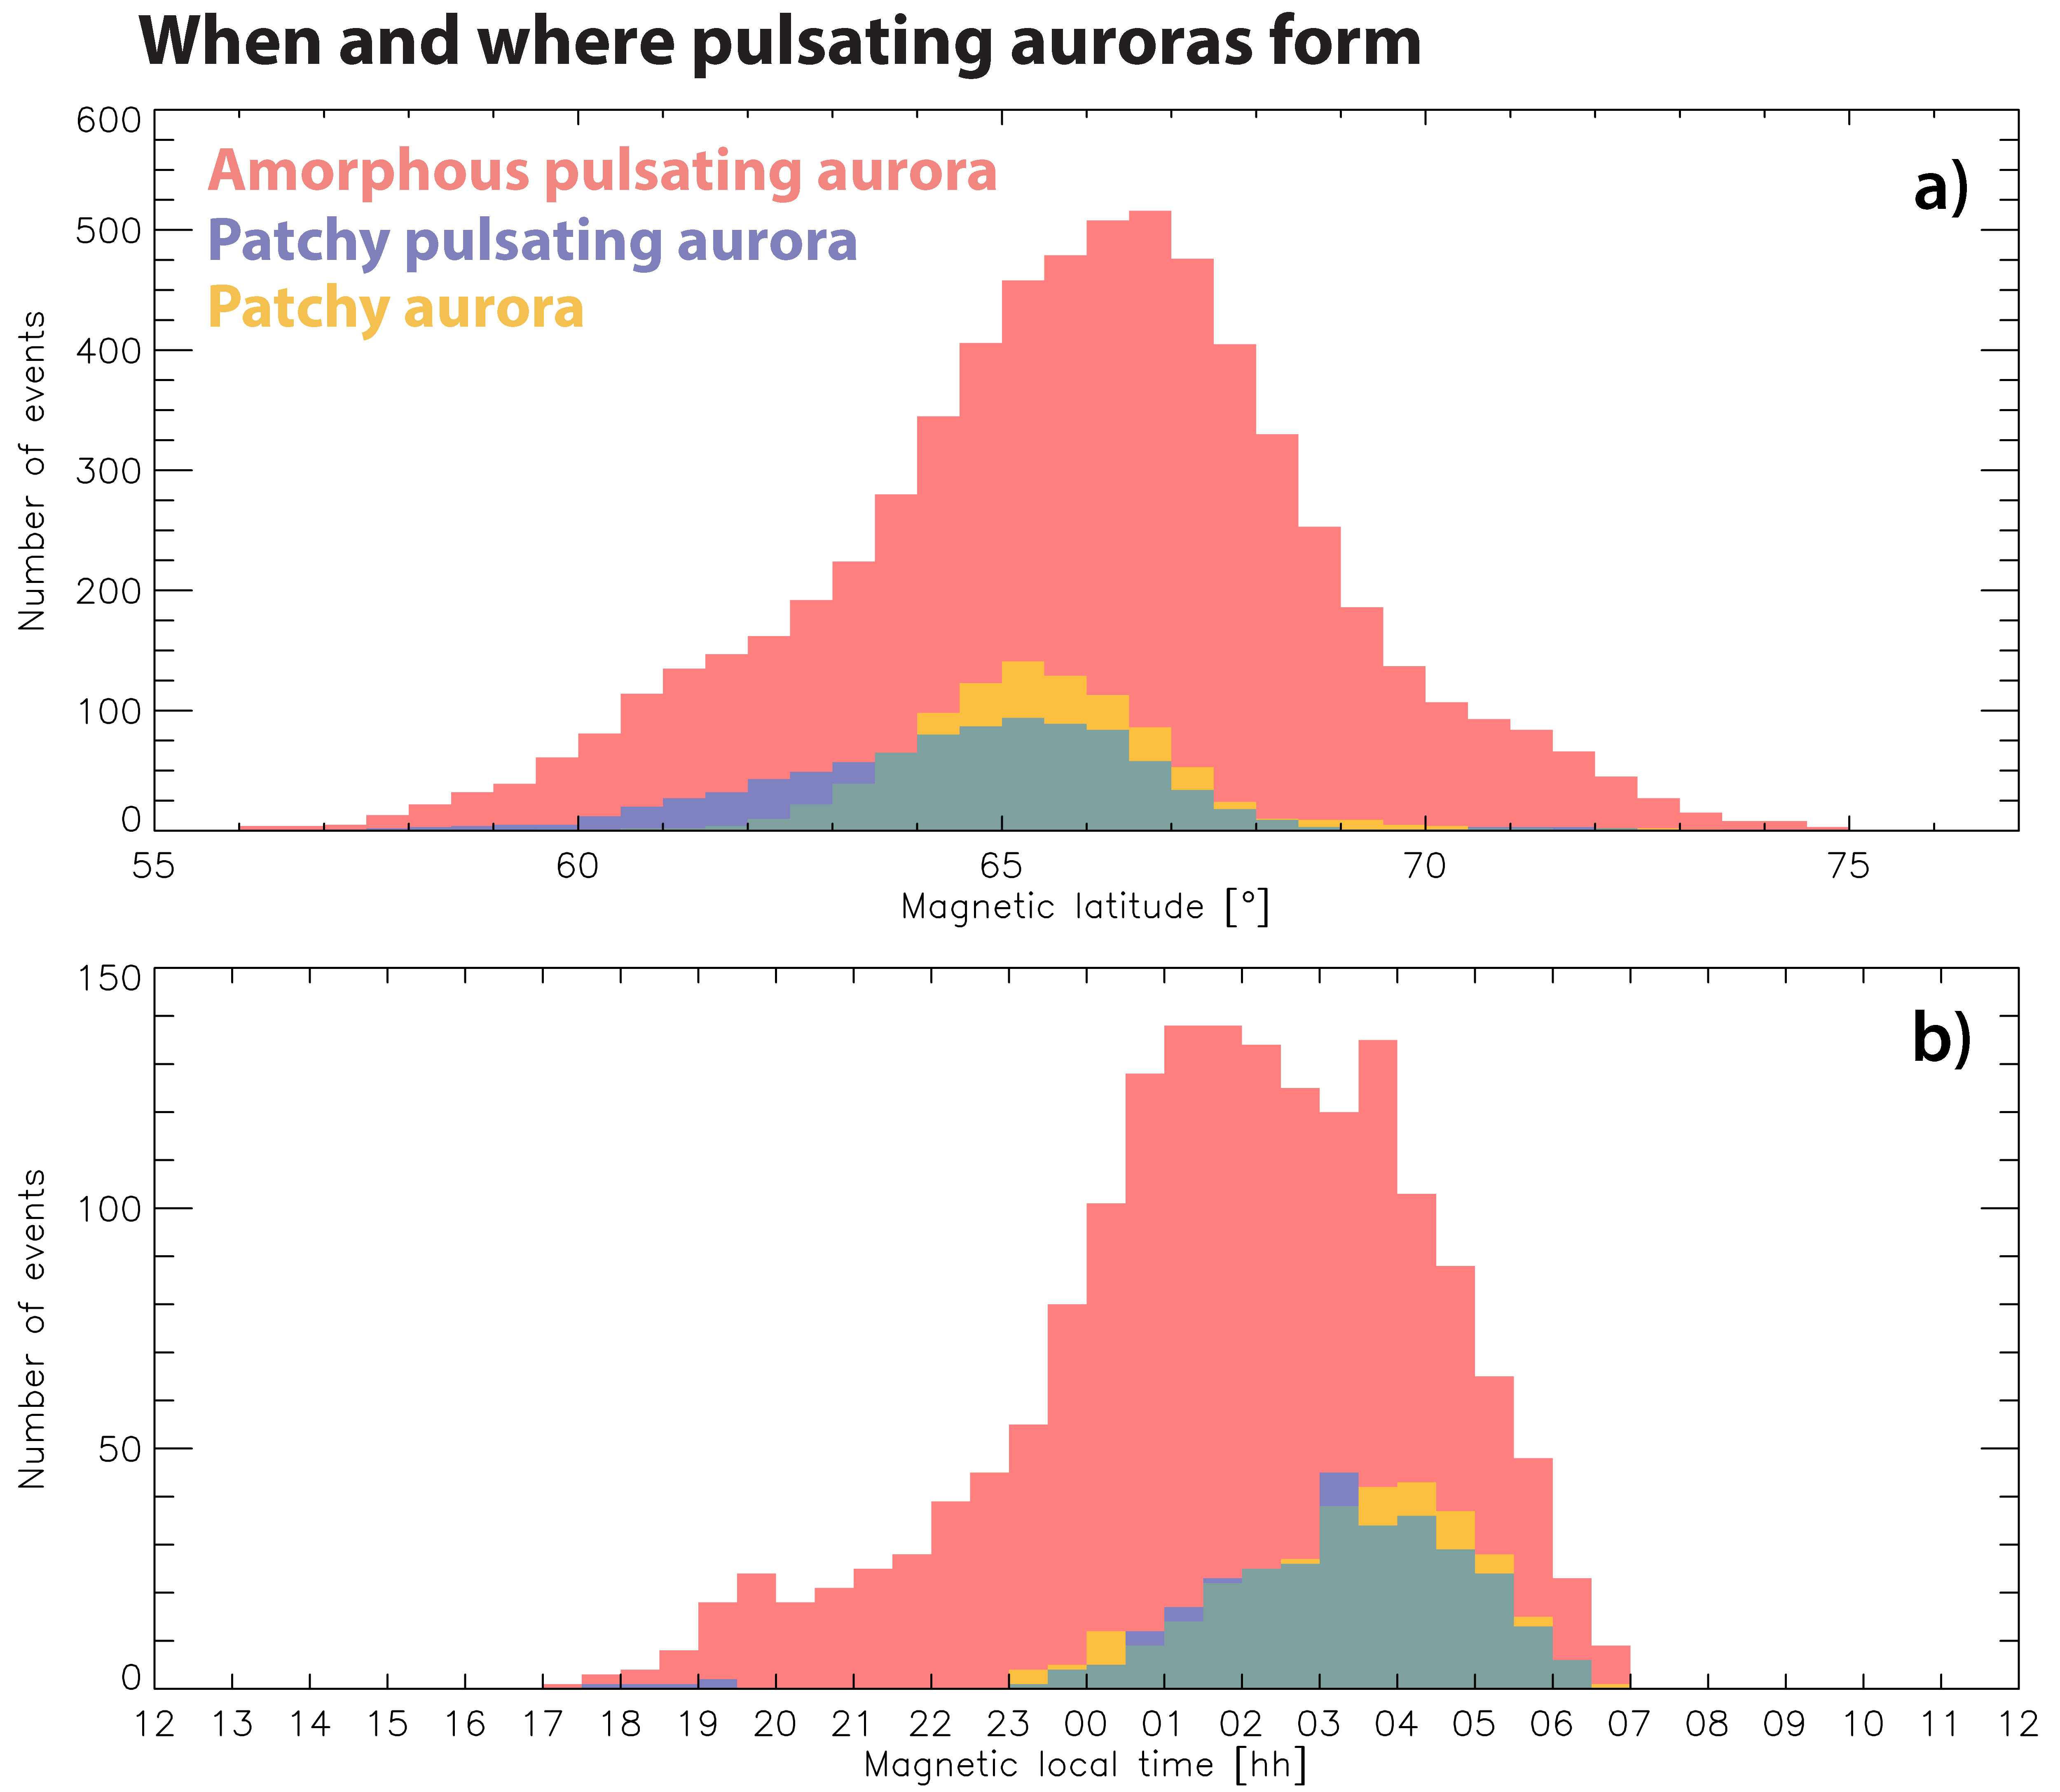 When and where pulsating auroras form
600
500
400
300
200
100
0
Number of events
Amorphous pulsating aurora
Patchy pulsating aurora
Patchy aurora
a)
55 60 65 70 75
Magnetic latitude [°]
150
100
50
0
Number of events
b)
12 13 14 15 16 17 18 19 20 21 22 23 00 01 02 03 04 05 06 07 08 09 10 11 12
Magnetic local time [hh]